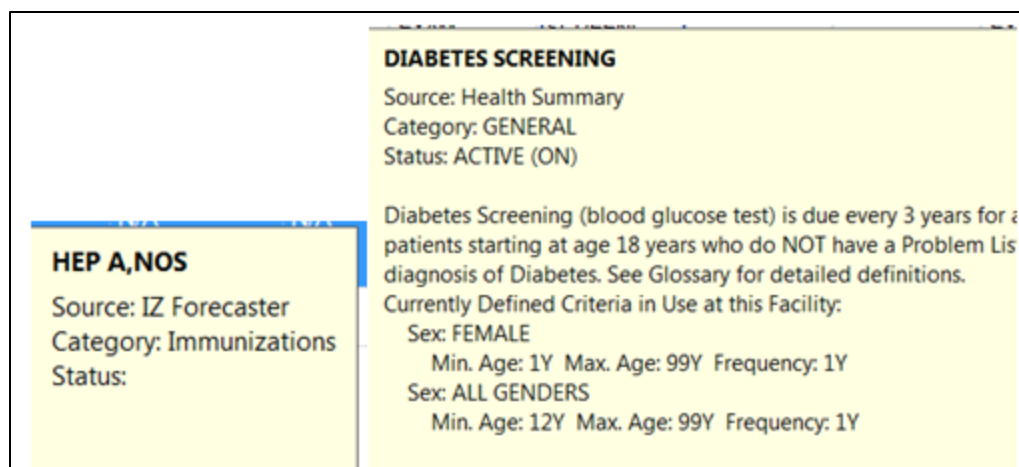 DIABETES SCREENING
Source: Health Summary
Category: GENERAL
Status: ACTIVE (ON)
Diabetes Screening (blood glucose test) is due every 3 years for
patients starting at age 18 years who do NOT have a Problem
diagnosis of Diabetes. See Glossary for detailed definitions.
Currently Defined Criteria in Use at this Facility:
Sex: FEMALE
Min. Age: 1Y Max. Age: 99Y Frequency: 1Y
Sex: ALL GENDERS
Min. Age: 12Y Max. Age: 99Y Frequency: 1Y
HEP A,NOS
Source: IZ Forecaster
Category: Immunizations
Status: